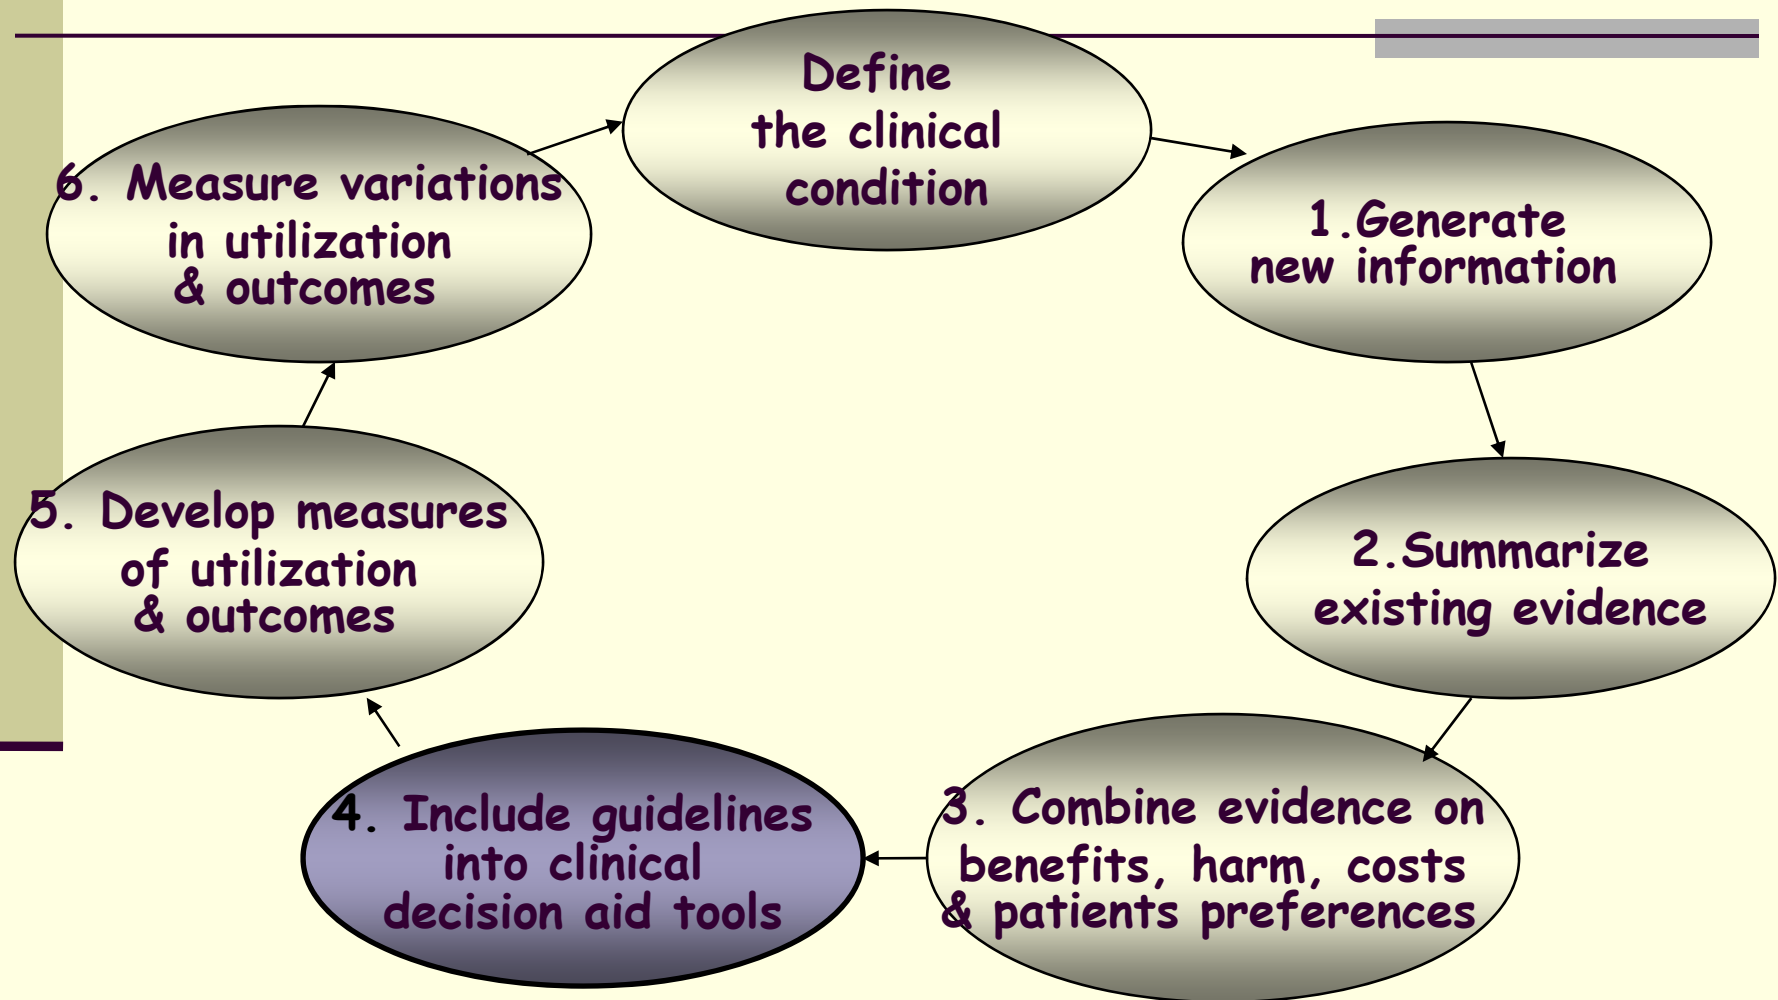 Define
the clinical
condition
1.Generate
new information
2.Summarize
existing evidence
3. Combine evidence on
benefits, harm, costs
& patients preferences
4. Include guidelines
into clinical
decision aid tools
5. Develop measures
of utilization
& outcomes
6. Measure variations
in utilization
& outcomes